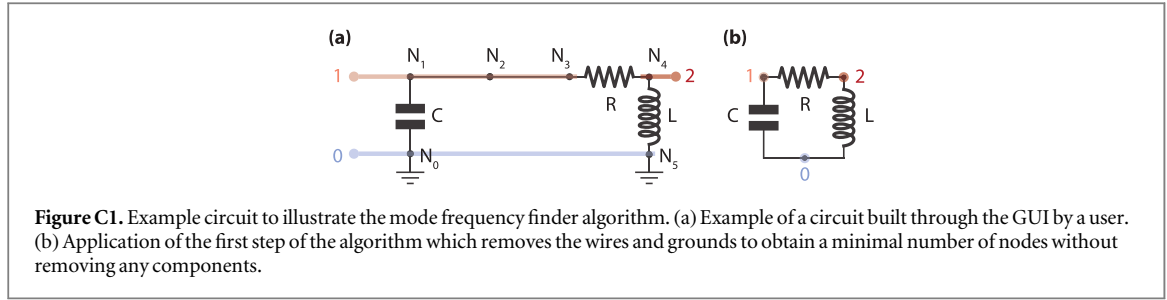 (a)
(b)
N1 N2 N3 N4
1 2
R
C L
0 N0 N5
1 2
R
C L
0
Figure C1. Example circuit to illustrate the mode frequency finder algorithm. (a) Example of a circuit built through the GUI by a user.
(b) Application of the first step of the algorithm which removes the wires and grounds to obtain a minimal number of nodes without
removing any components.